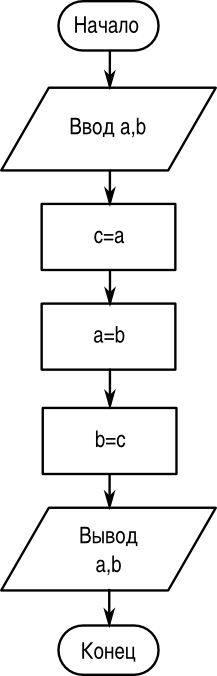 Начало
Ввод a,b
c=a
a=b
b=c
Вывод
a,b
Конец